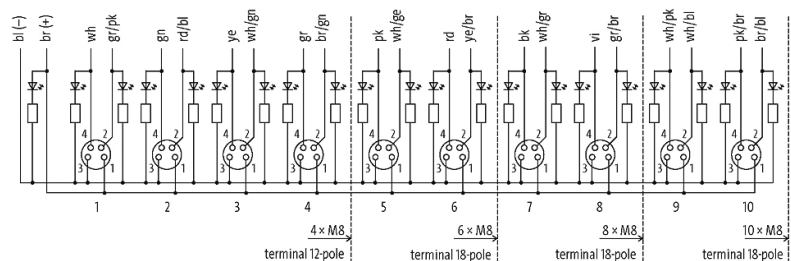 bl (–) br (+) wh gr/pk gn rd/bl ye wh/gn gr br/gn pk wh/ge rd ye/br bk wh/gr vi gr/br wh/pk wh/bl pk/br br/bl
4 2 4 2 4 2 4 2 4 2 4 2 4 2 4 2 4 2 4 2
3 1 3 1 3 1 3 1 3 1 3 1 3 1 3 1 3 1 3 1
1 2 3 4 5 6 7 8 9 10
4 × M8 6 × M8 8 × M8 10 × M8
terminal 12-pole terminal 18-pole terminal 18-pole terminal 18-pole